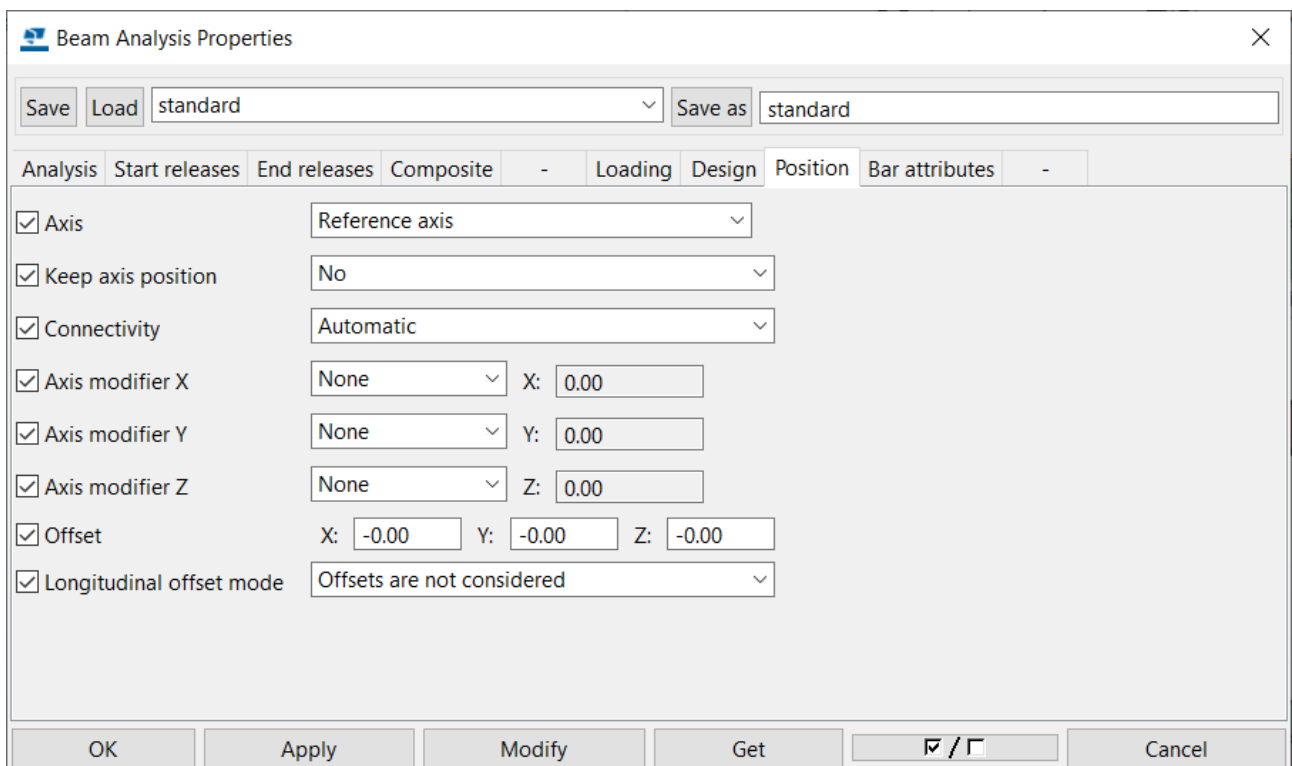 Beam Analysis Properties
Save Load standard Save as standard
Analysis Start releases End releases Composite - Loading Design Position Bar attributes -
Axis Reference axis
Keep axis position No
Connectivity Automatic
Axis modifier X None X: 0.00
Axis modifier Y None Y: 0.00
Axis modifier Z None Z: 0.00
Offset X: -0.00 Y: -0.00 Z: -0.00
Longitudinal offset mode Offsets are not considered
OK Apply Modify Get / Cancel